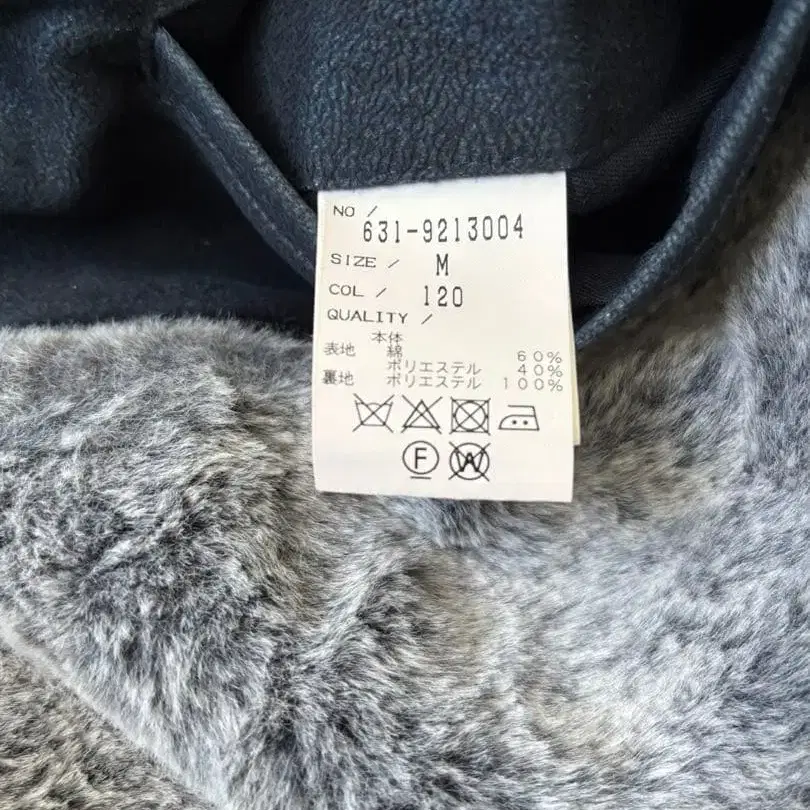 NO /
631-9213004
SIZE / M
COL / 120
QUALITY /
本体
表地 綿 60%
ポリエステル 40%
裏地 ポリエステル 100%
F W